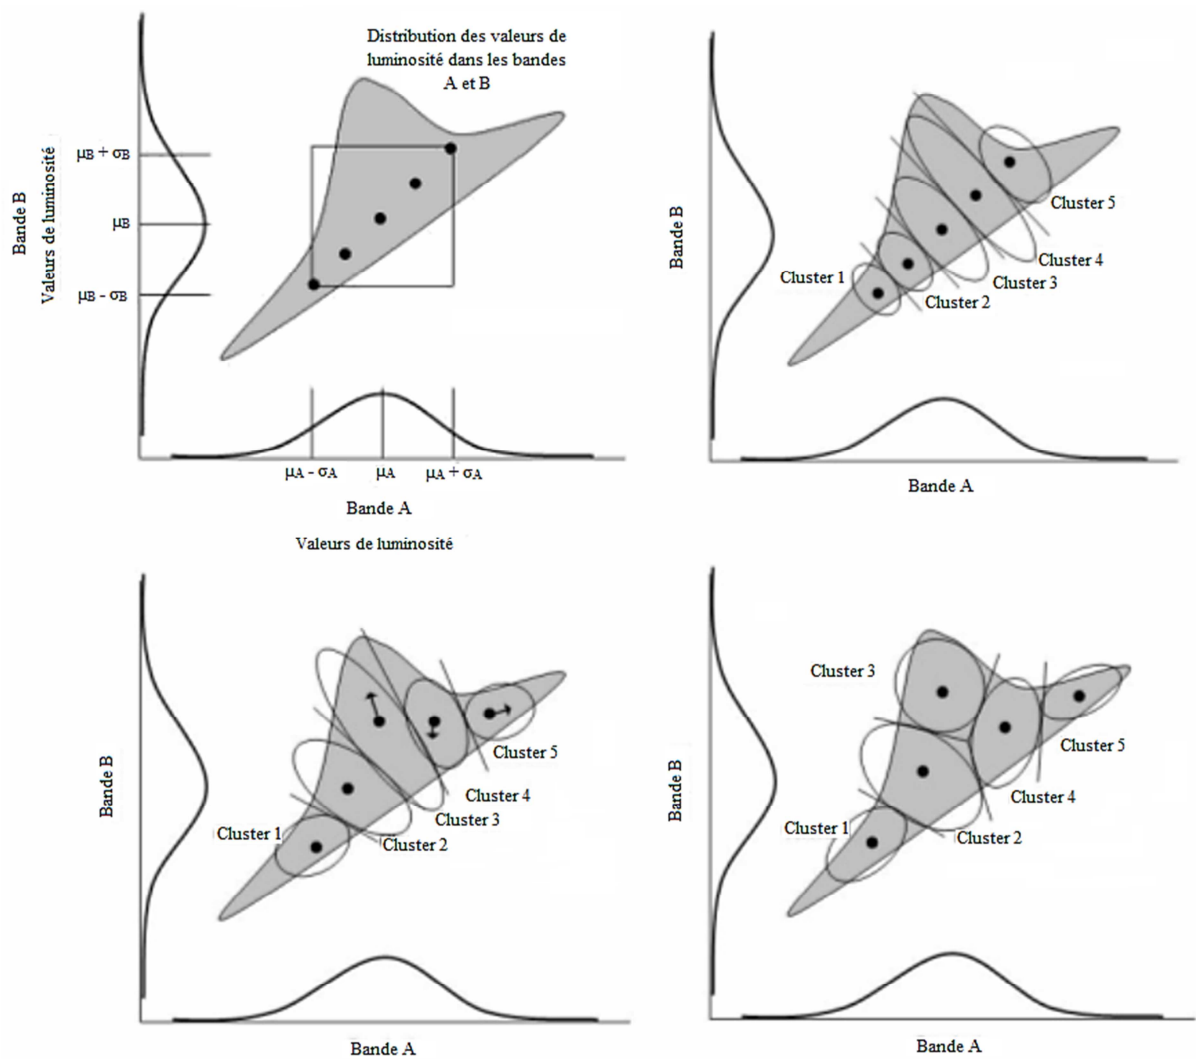 Distribution des valeurs de
luminosité dans les bandes
A et B
Bande B
Valeurs de luminosité
μB + σB
μB
μB - σB
μA - σA
μA
μA + σA
Bande A
Valeurs de luminosité
Bande B
Cluster 1
Cluster 2
Cluster 3
Cluster 4
Cluster 5
Bande A
Bande B
Cluster 1
Cluster 2
Cluster 3
Cluster 4
Cluster 5
Bande A
Bande B
Cluster 3
Cluster 1
Cluster 2
Cluster 4
Cluster 5
Bande A